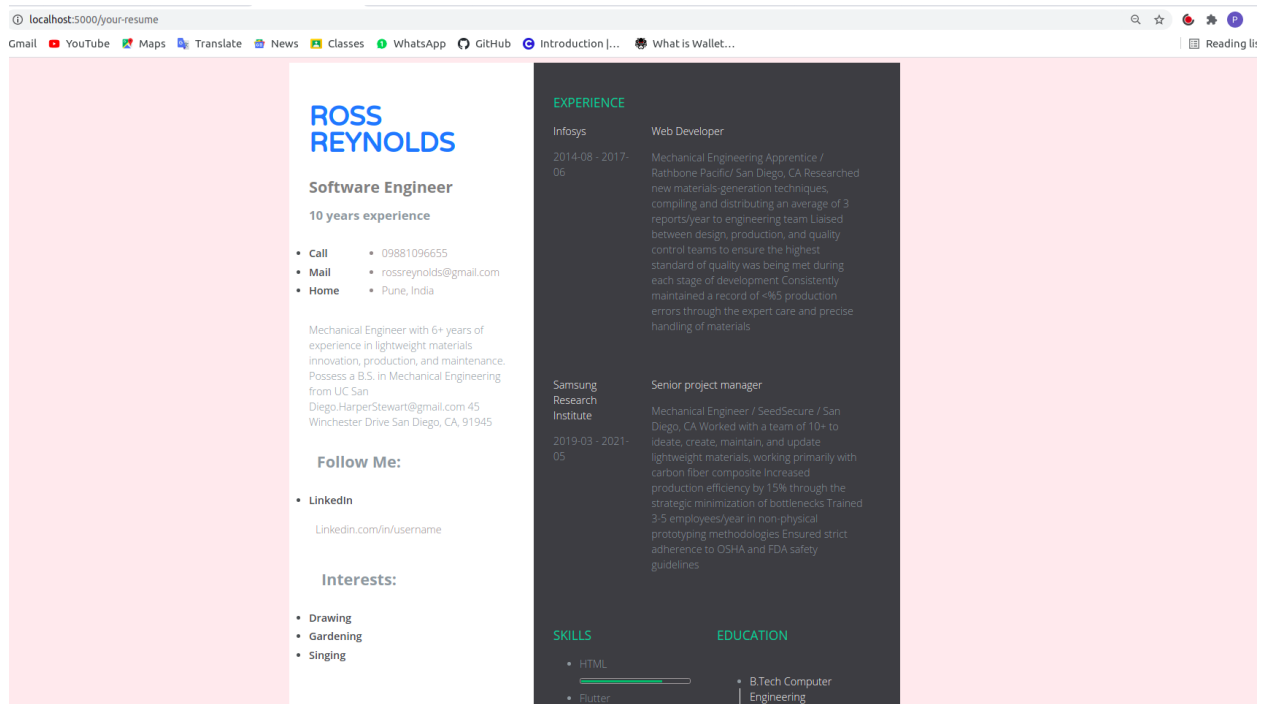 localhost:5000/your-resume
P
Gmail YouTube Maps Translate News Classes WhatsApp GitHub Introduction |... What is Wallet... Reading lis
ROSS
REYNOLDS
Software Engineer
10 years experience
Call 09881096655
Mail rossreynolds@gmail.com
Home Pune, India
Mechanical Engineer with 6+ years of
experience in lightweight materials
innovation, production, and maintenance.
Possess a B.S. in Mechanical Engineering
from UC San
Diego.HarperStewart@gmail.com 45
Winchester Drive San Diego, CA, 91945
Follow Me:
LinkedIn
Linkedin.com/in/username
Interests:
Drawing
Gardening
Singing
EXPERIENCE
Infosys
2014-08 - 2017-
06
Web Developer
Mechanical Engineering Apprentice /
Rathbone Pacific/ San Diego, CA Researched
new materials-generation techniques,
compiling and distributing an average of 3
reports/year to engineering team Liaised
between design, production, and quality
control teams to ensure the highest
standard of quality was being met during
each stage of development Consistently
maintained a record of <%5 production
errors through the expert care and precise
handling of materials
Samsung
Research
Institute
2019-03 - 2021-
05
Senior project manager
Mechanical Engineer / SeedSecure / San
Diego, CA Worked with a team of 10+ to
ideate, create, maintain, and update
lightweight materials, working primarily with
carbon fiber composite Increased
production efficiency by 15% through the
strategic minimization of bottlenecks Trained
3-5 employees/year in non-physical
prototyping methodologies Ensured strict
adherence to OSHA and FDA safety
guidelines
SKILLS
HTML
Flutter
EDUCATION
B.Tech Computer
Engineering